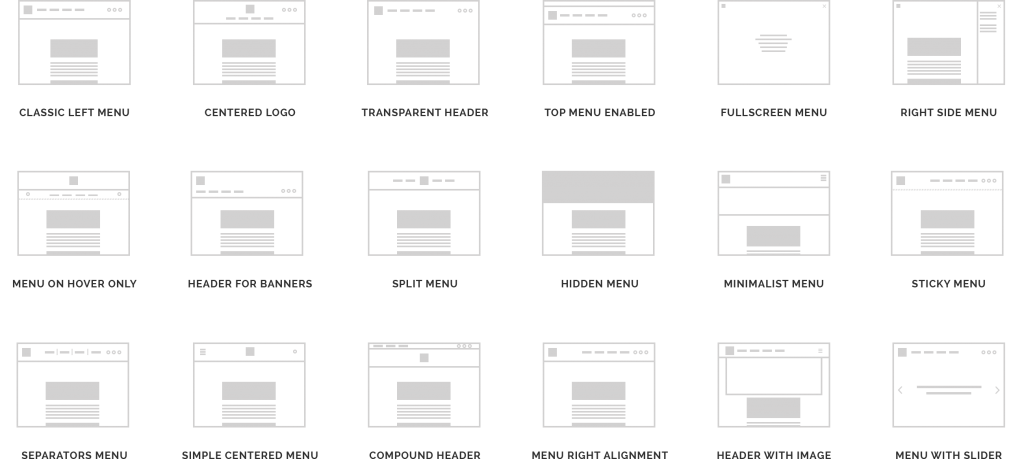 CLASSIC LEFT MENU
CENTERED LOGO
TRANSPARENT HEADER
TOP MENU ENABLED
FULLSCREEN MENU
RIGHT SIDE MENU
MENU ON HOVER ONLY
HEADER FOR BANNERS
SPLIT MENU
HIDDEN MENU
MINIMALIST MENU
STICKY MENU
SEPARATORS MENU
SIMPLE CENTERED MENU
COMPOUND HEADER
MENU RIGHT ALIGNMENT
HEADER WITH IMAGE
MENU WITH SLIDER